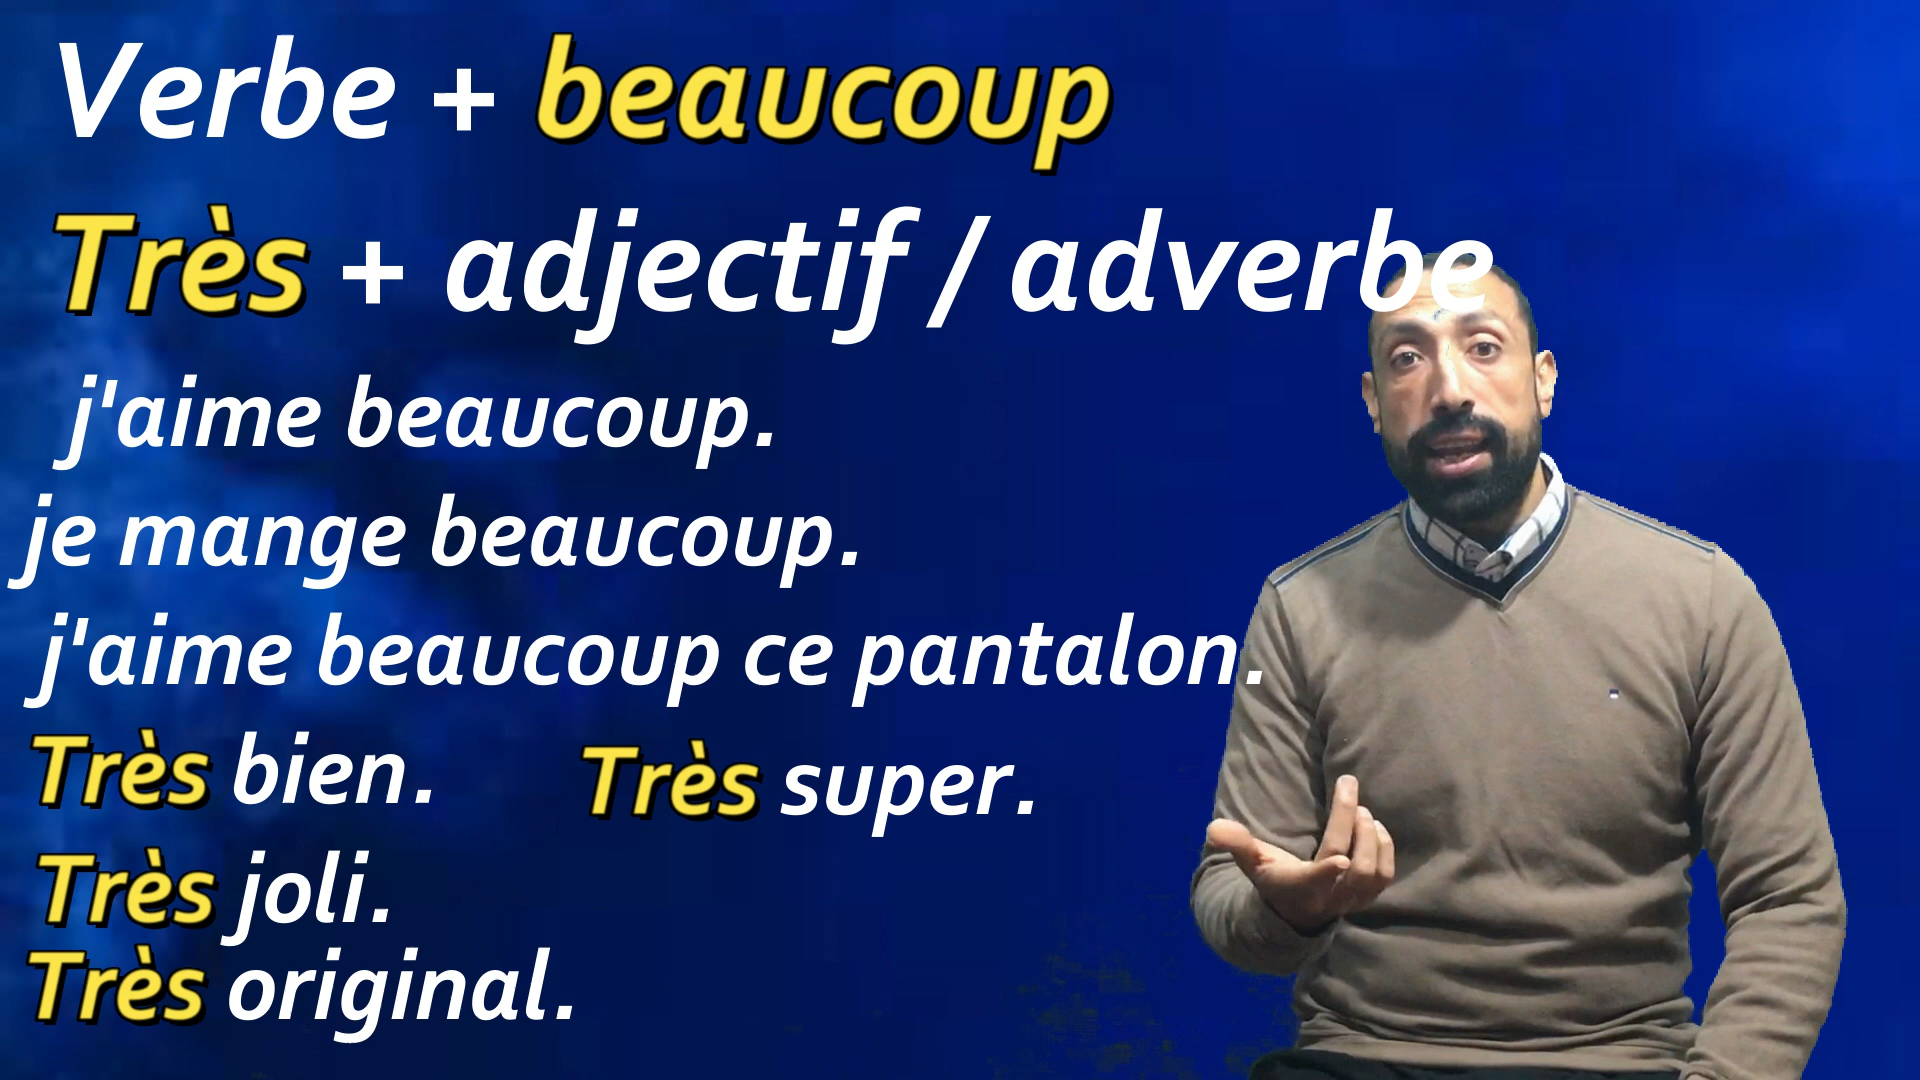 Verbe + beaucoup
Très + adjectif / adverbe
j'aime beaucoup.
je mange beaucoup.
j'aime beaucoup ce pantalon.
Très bien. Très super.
Très joli.
Très original.